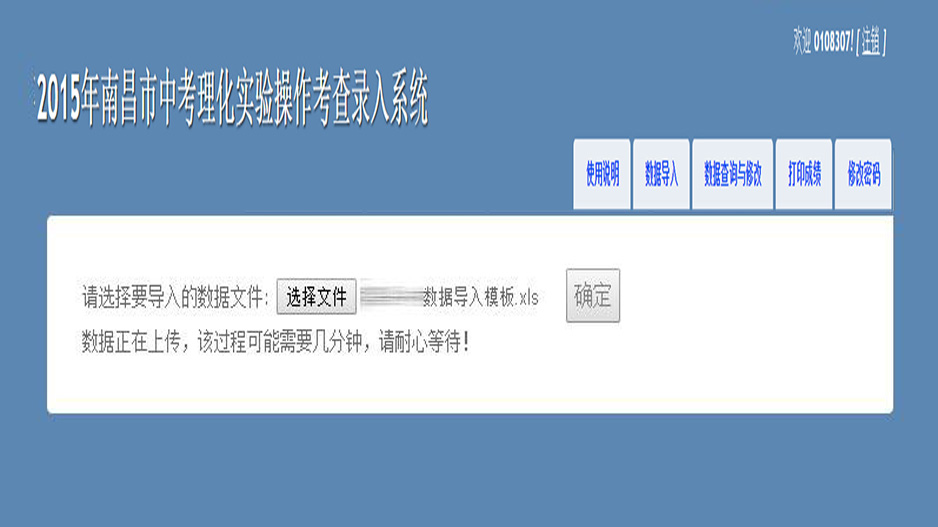 欢迎 0108307! [ 注销 ]
2015年南昌市中考理化实验操作考查录入系统
使用说明 数据导入 数据查询与修改 打印成绩 修改密码
请选择要导入的数据文件: 选择文件 数据导入模板.xls 确定
数据正在上传，该过程可能需要几分钟，请耐心等待！